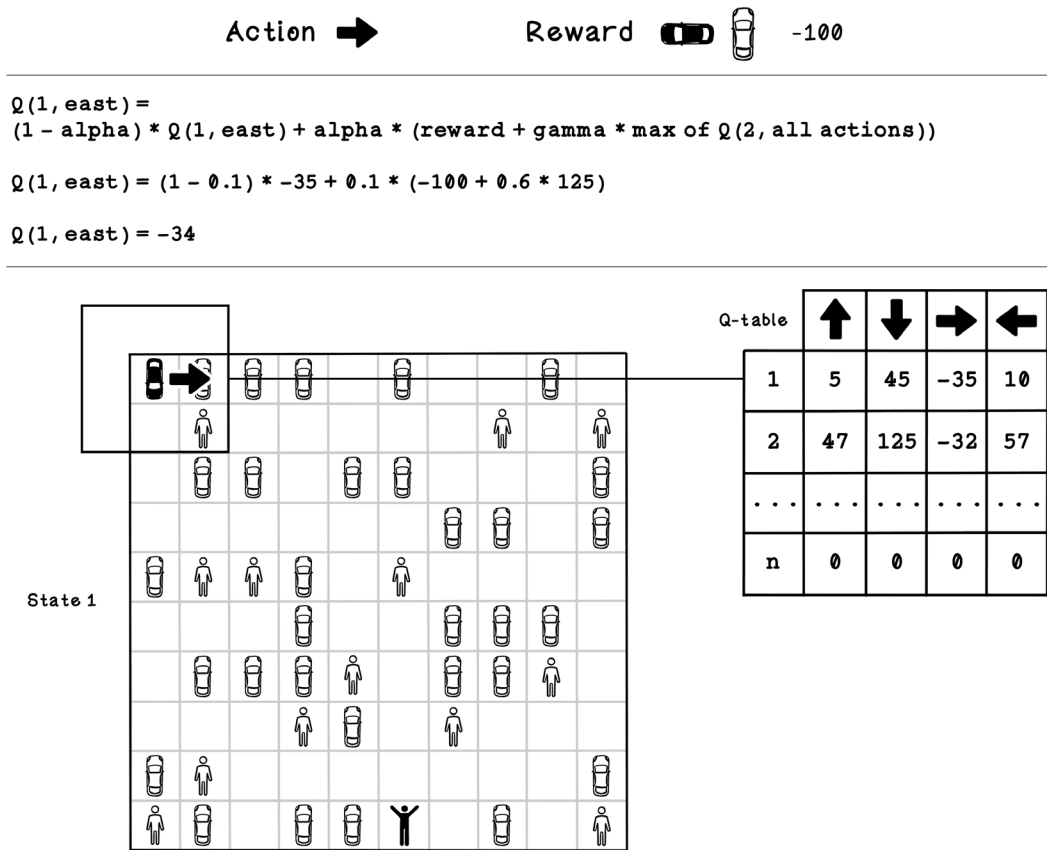 Action
Reward -100
Q(1, east) =
(1 - alpha) * Q(1, east) + alpha * (reward + gamma * max of Q(2, all actions))
Q(1, east) = (1 - 0.1) * -35 + 0.1 * (-100 + 0.6 * 125)
Q(1, east) = -34
Q-table
1 5 45 -35 10
2 47 125 -32 57
... ... ... ... ...
n 0 0 0 0
State 1